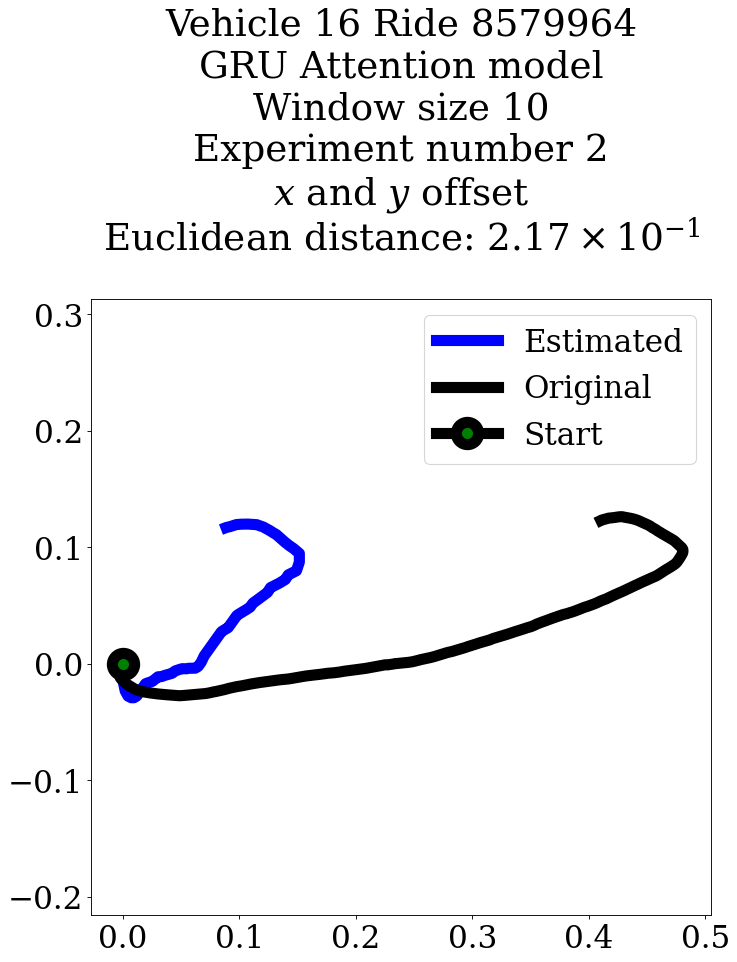 Vehicle 16 Ride 8579964
GRU Attention model
Window size 10
Experiment number 2
x and y offset
Euclidean distance: 2.17 × 10⁻¹
0.3
0.2
0.1
0.0
−0.1
−0.2
Estimated
Original
Start
0.0 0.1 0.2 0.3 0.4 0.5